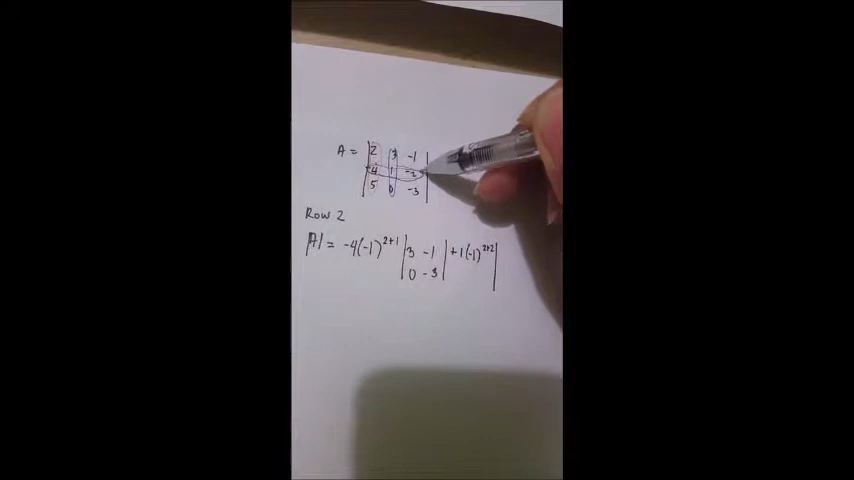 2 3 -1
A = 4 1 -2
5 0 -3
Row 2
|A| = -4(-1)^{2+1} |3 -1| +1(-1)^{2+2} |
0 -3